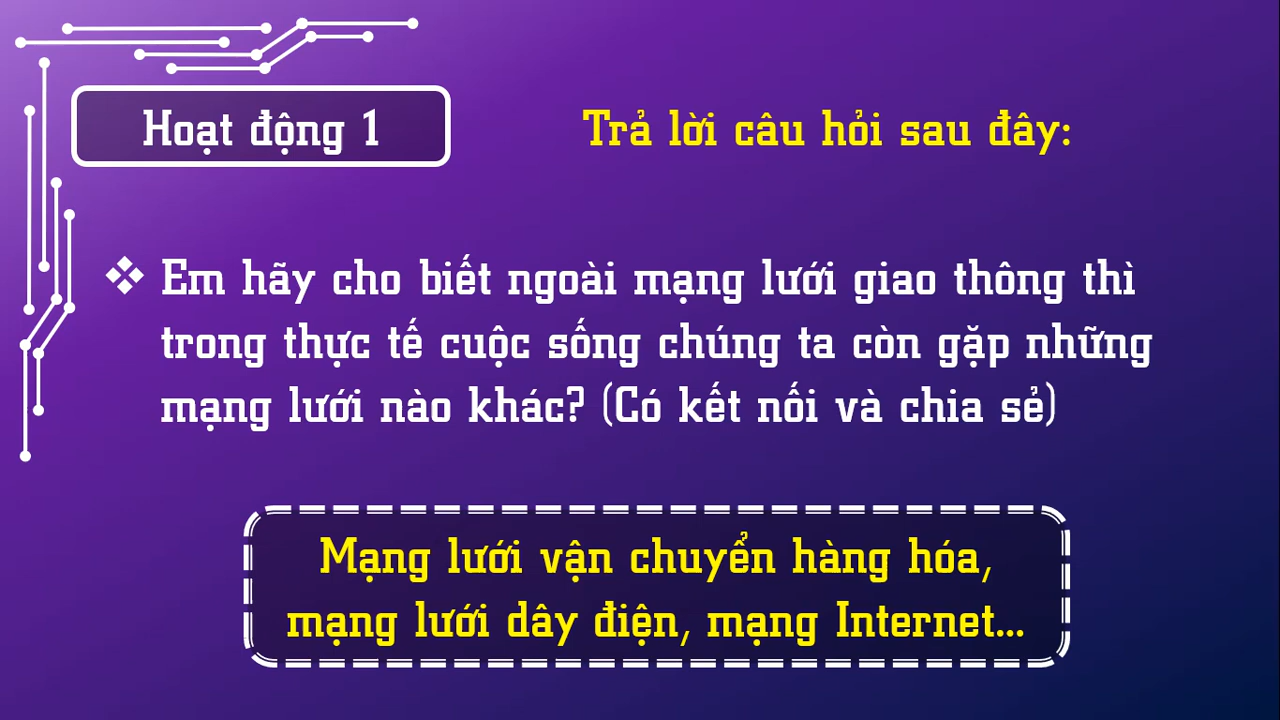 Hoạt động 1
Trả lời câu hỏi sau đây:
Em hãy cho biết ngoài mạng lưới giao thông thì
trong thực tế cuộc sống chúng ta còn gặp những
mạng lưới nào khác? (Có kết nối và chia sẻ)
Mạng lưới vận chuyển hàng hóa,
mạng lưới dây điện, mạng Internet...